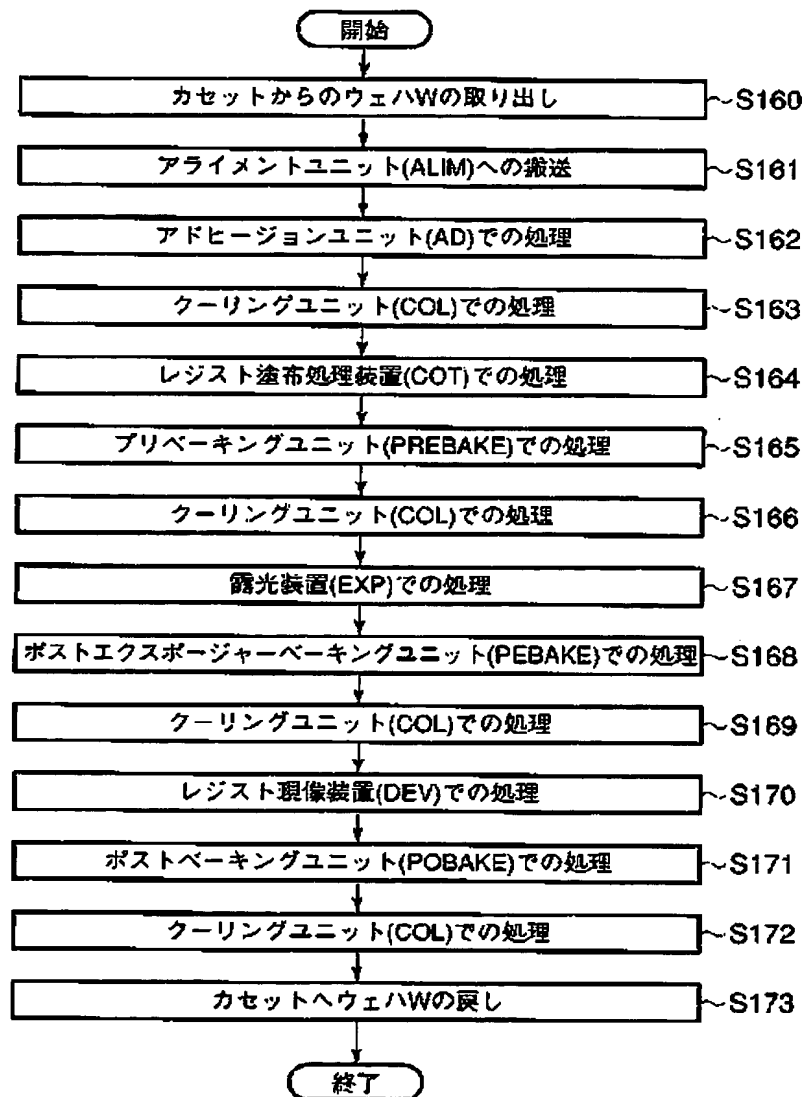 開始
カセットからのウェハWの取り出し ~S160
アライメントユニット(ALIM)への搬送 ~S161
アドヒージョンユニット(AD)での処理 ~S162
クーリングユニット(COL)での処理 ~S163
レジスト塗布処理装置(COT)での処理 ~S164
プリベーキングユニット(PREBAKE)での処理 ~S165
クーリングユニット(COL)での処理 ~S166
露光装置(EXP)での処理 ~S167
ポストエクスポージャーベーキングユニット(PEBAKE)での処理 ~S168
クーリングユニット(COL)での処理 ~S169
レジスト現像装置(DEV)での処理 ~S170
ポストベーキングユニット(POBAKE)での処理 ~S171
クーリングユニット(COL)での処理 ~S172
カセットへウェハWの戻し ~S173
終了